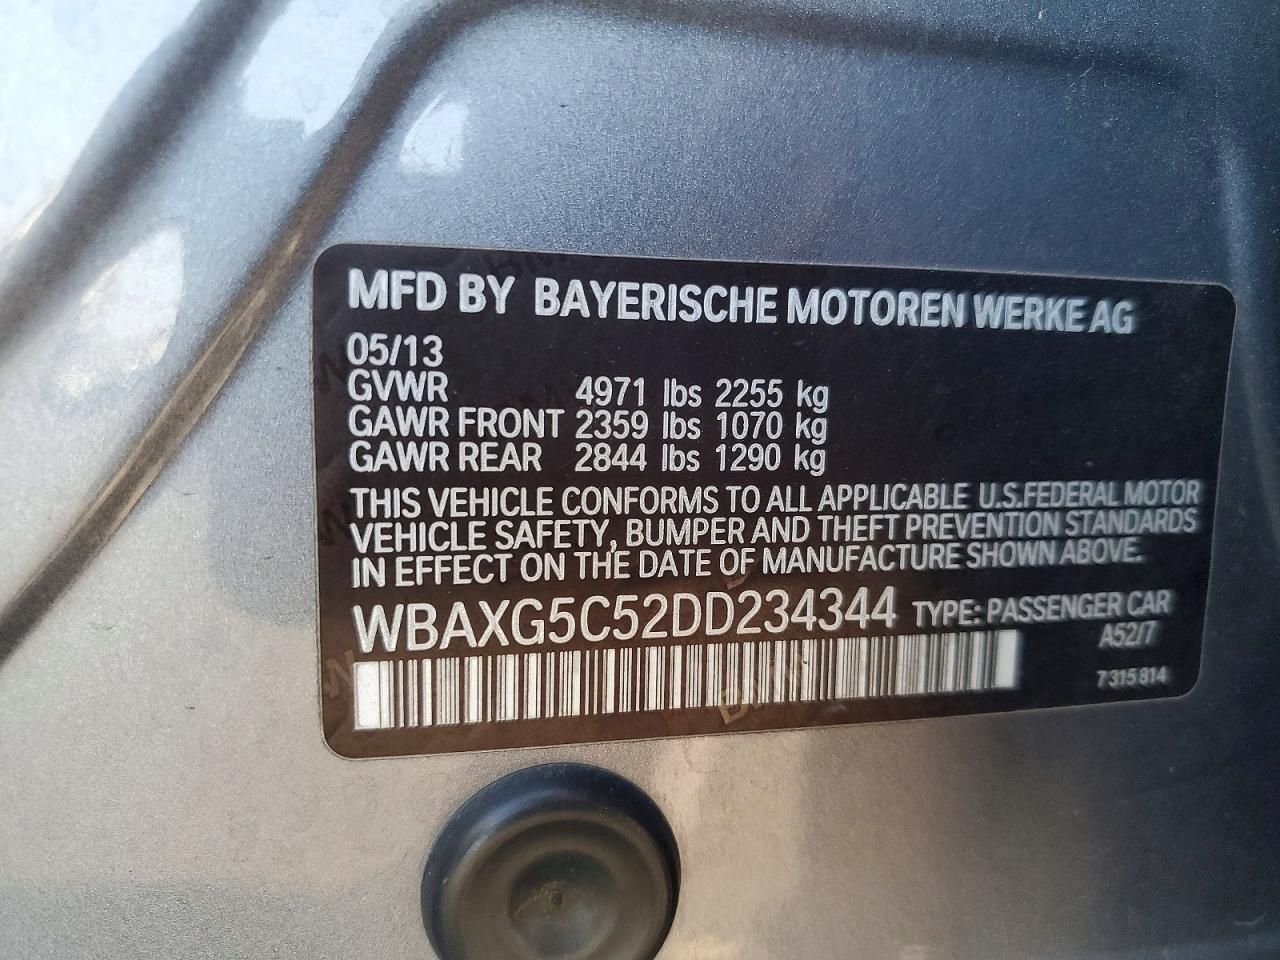 MFD BY BAYERISCHE MOTOREN WERKE AG
05/13
GVWR 4971 lbs 2255 kg
GAWR FRONT 2359 lbs 1070 kg
GAWR REAR 2844 lbs 1290 kg
THIS VEHICLE CONFORMS TO ALL APPLICABLE U.S.FEDERAL MOTOR
VEHICLE SAFETY, BUMPER AND THEFT PREVENTION STANDARDS
IN EFFECT ON THE DATE OF MANUFACTURE SHOWN ABOVE.
WBAXG5C52DD234344 TYPE: PASSENGER CAR
A52/7
7 315 814
BMW